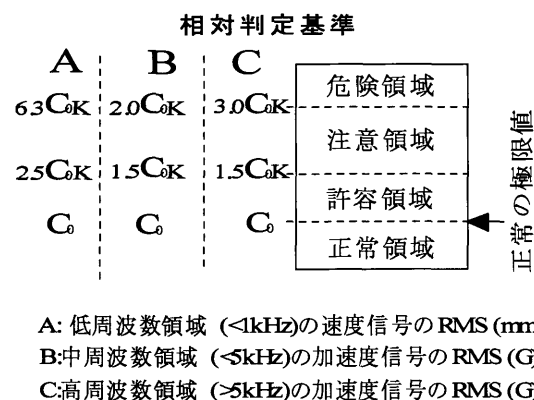 相対判定基準
A B C
6.3C₀K 2.0C₀K 3.0C₀K 危険領域
注意領域
2.5C₀K 1.5C₀K 1.5C₀K
許容領域
C₀ C₀ C₀
正常領域
正常の極限値
A: 低周波数領域 (<1kHz)の速度信号のRMS (mm
B:中周波数領域 (<5kHz)の加速度信号のRMS (G)
C:高周波数領域 (>5kHz)の加速度信号のRMS (G)